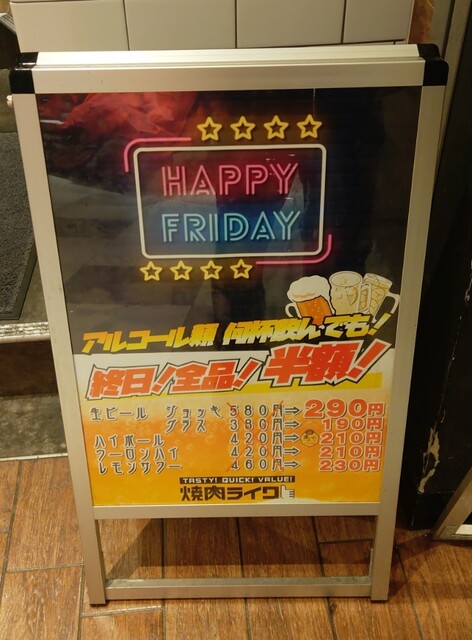 HAPPY
FRIDAY
アルコール類 何杯飲んでも!
終日!全品!半額!
生ビール ジョッキ 580円⇒290円
グラス 380円⇒190円
ハイボール 420円⇒210円
ウーロンハイ 420円⇒210円
レモンサワー 460円⇒230円
TASTY! QUICK! VALUE!
焼肉ライク